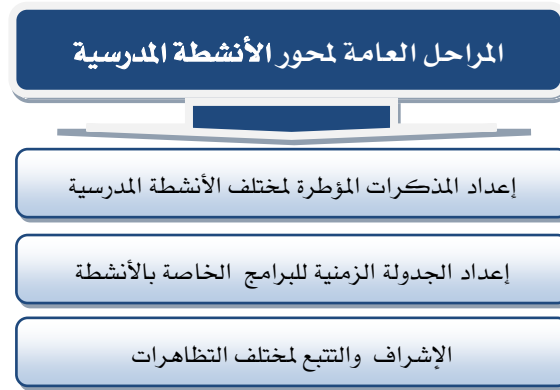 المراحل العامة لمحور الأنشطة المدرسية
إعداد المذكرات المؤطرة لمختلف الأنشطة المدرسية
إعداد الجدولة الزمنية للبرامج الخاصة بالأنشطة
الإشراف والتتبع لمختلف التظاهرات